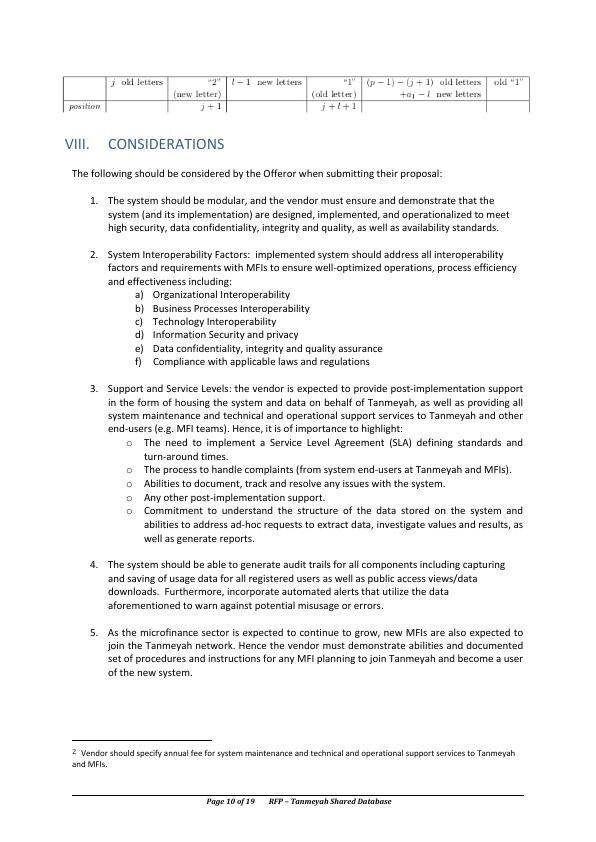 j old letters "2" l − 1 new letters "1" (p − 1) − (j + 1) old letters old "1"
(new letter) (old letter) +a₁ − l new letters
position j + 1 j + l + 1
VIII. CONSIDERATIONS
The following should be considered by the Offeror when submitting their proposal:
1. The system should be modular, and the vendor must ensure and demonstrate that the
system (and its implementation) are designed, implemented, and operationalized to meet
high security, data confidentiality, integrity and quality, as well as availability standards.
2. System Interoperability Factors: implemented system should address all interoperability
factors and requirements with MFIs to ensure well-optimized operations, process efficiency
and effectiveness including:
a) Organizational Interoperability
b) Business Processes Interoperability
c) Technology Interoperability
d) Information Security and privacy
e) Data confidentiality, integrity and quality assurance
f) Compliance with applicable laws and regulations
3. Support and Service Levels: the vendor is expected to provide post-implementation support
in the form of housing the system and data on behalf of Tanmeyah, as well as providing all
system maintenance and technical and operational support services to Tanmeyah and other
end-users (e.g. MFI teams). Hence, it is of importance to highlight:
o The need to implement a Service Level Agreement (SLA) defining standards and
turn-around times.
o The process to handle complaints (from system end-users at Tanmeyah and MFIs).
o Abilities to document, track and resolve any issues with the system.
o Any other post-implementation support.
o Commitment to understand the structure of the data stored on the system and
abilities to address ad-hoc requests to extract data, investigate values and results, as
well as generate reports.
4. The system should be able to generate audit trails for all components including capturing
and saving of usage data for all registered users as well as public access views/data
downloads. Furthermore, incorporate automated alerts that utilize the data
aforementioned to warn against potential misusage or errors.
5. As the microfinance sector is expected to continue to grow, new MFIs are also expected to
join the Tanmeyah network. Hence the vendor must demonstrate abilities and documented
set of procedures and instructions for any MFI planning to join Tanmeyah and become a user
of the new system.
2 Vendor should specify annual fee for system maintenance and technical and operational support services to Tanmeyah
and MFIs.
Page 10 of 19 RFP – Tanmeyah Shared Database